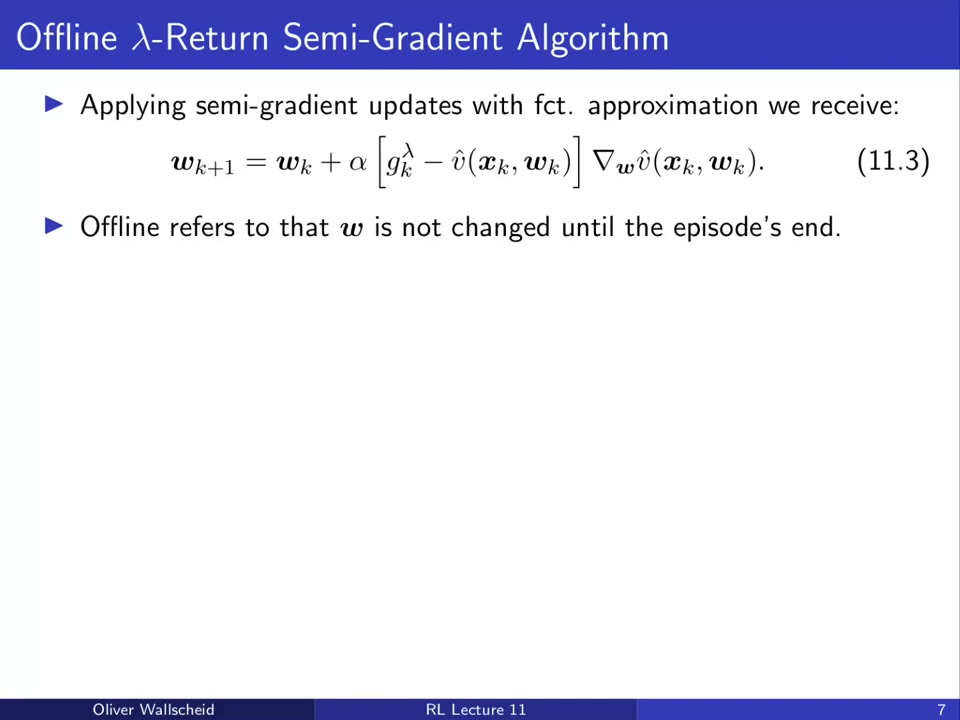 Offline λ-Return Semi-Gradient Algorithm
▶ Applying semi-gradient updates with fct. approximation we receive:
w_{k+1} = w_k + α [g_k^λ − v̂(x_k, w_k)] ∇_w v̂(x_k, w_k). (11.3)
▶ Offline refers to that w is not changed until the episode's end.
Oliver Wallscheid RL Lecture 11 7